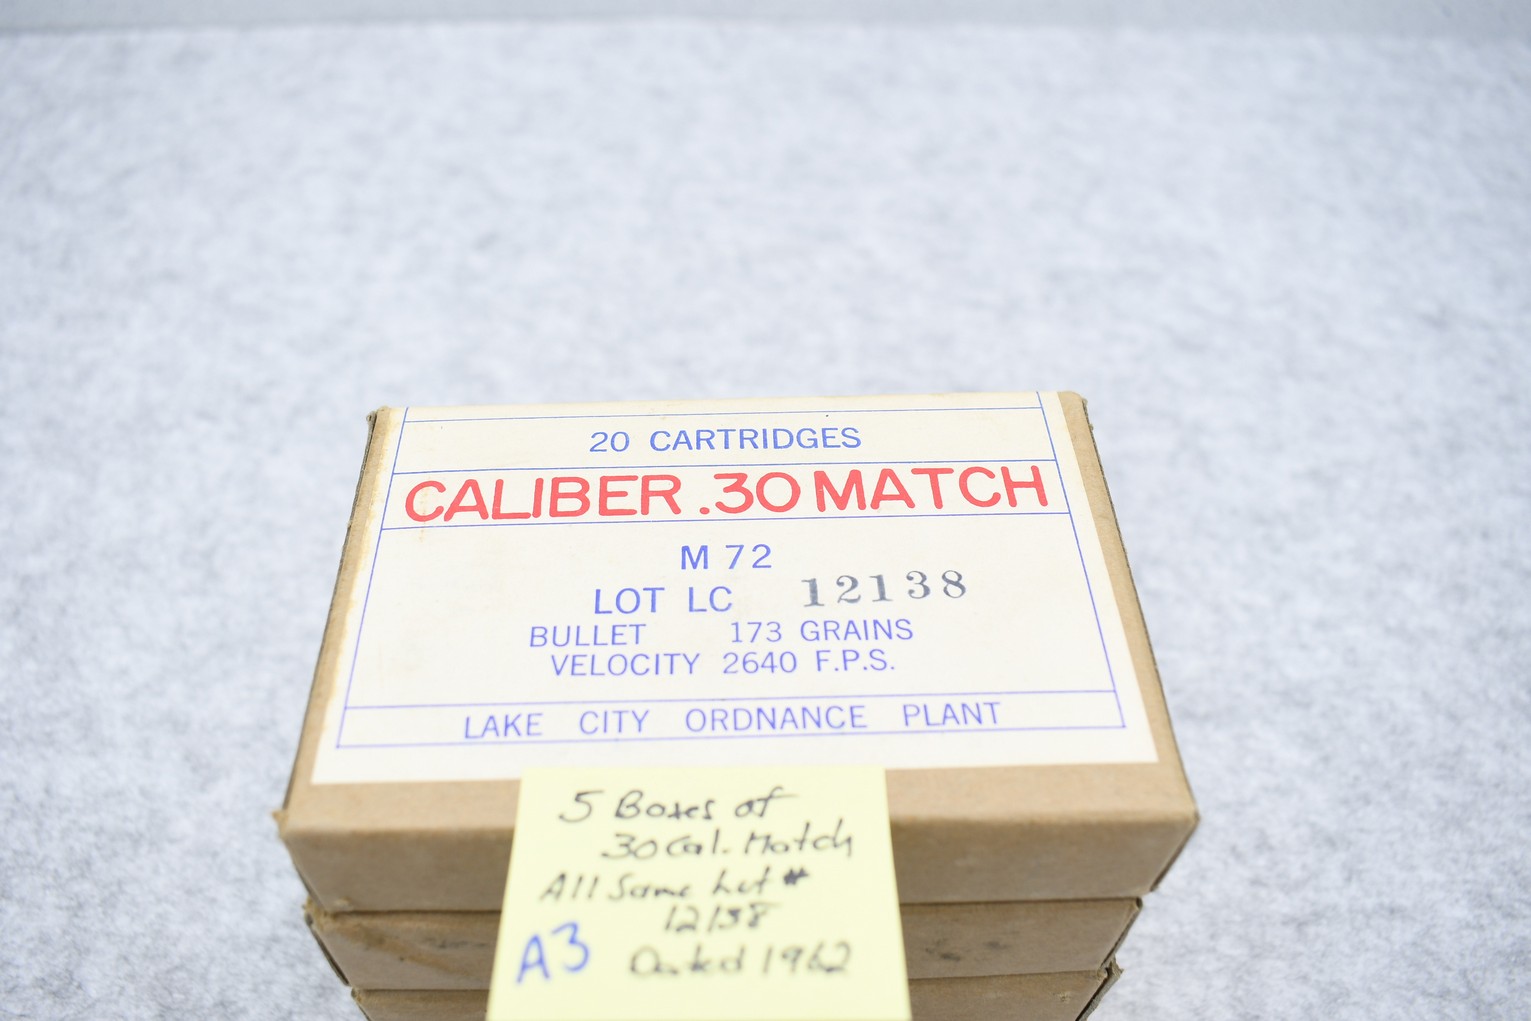 20 CARTRIDGES
CALIBER .30 MATCH
M 72
LOT LC 12138
BULLET 173 GRAINS
VELOCITY 2640 F.P.S.
LAKE CITY ORDNANCE PLANT
5 Boxes of
30 Cal. Match
All Same Lot #
12138
A3 Dated 1962